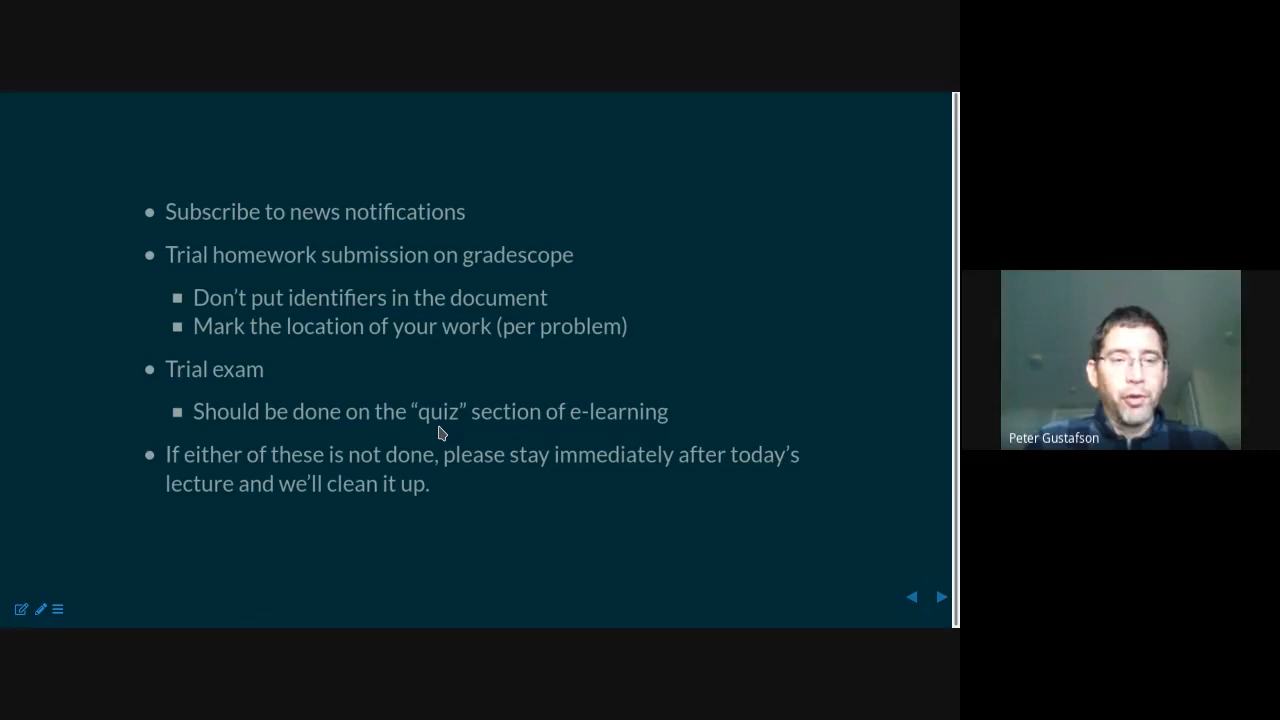 Subscribe to news notifications
Trial homework submission on gradescope
Don't put identifiers in the document
Mark the location of your work (per problem)
Trial exam
Should be done on the “quiz” section of e-learning
If either of these is not done, please stay immediately after today's
lecture and we'll clean it up.
Peter Gustafson